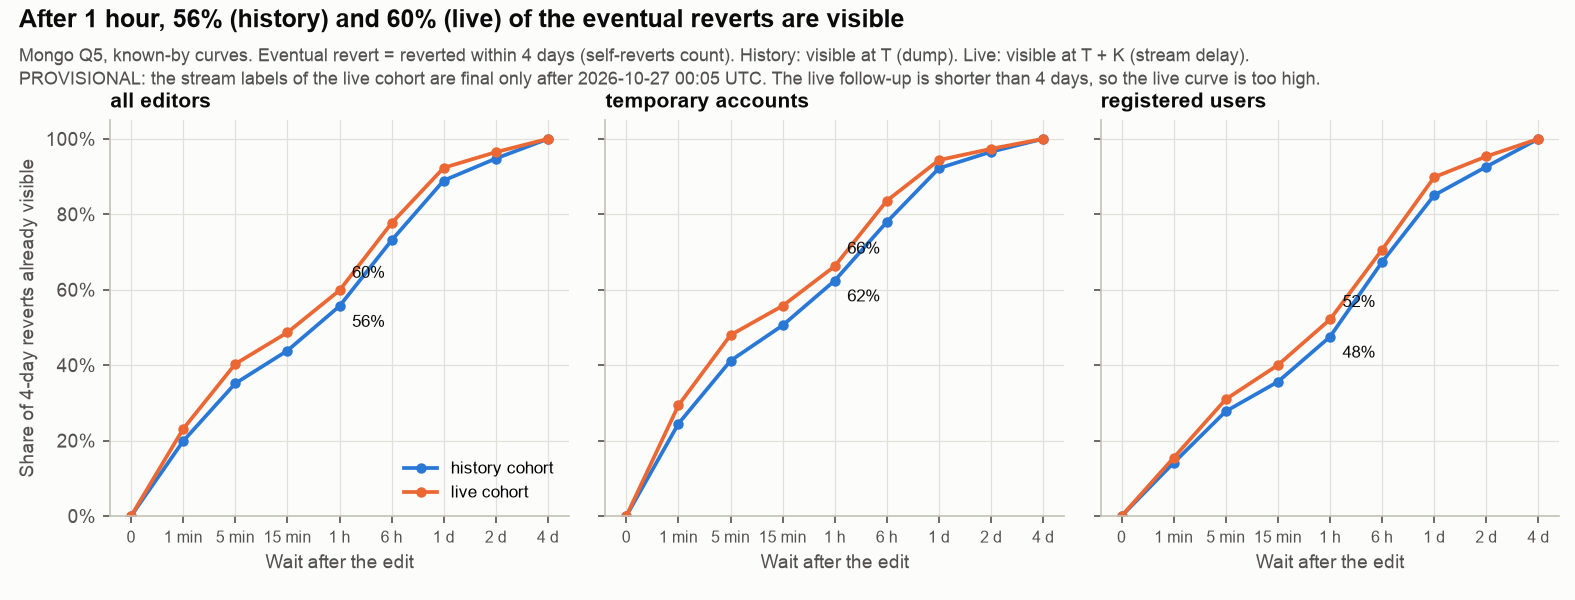 After 1 hour, 56% (history) and 60% (live) of the eventual reverts are visible
Mongo Q5, known-by curves. Eventual revert = reverted within 4 days (self-reverts count). History: visible at T (dump). Live: visible at T + K (stream delay).
PROVISIONAL: the stream labels of the live cohort are final only after 2026-10-27 00:05 UTC. The live follow-up is shorter than 4 days, so the live curve is too high.
all editors
temporary accounts
registered users
Share of 4-day reverts already visible
100%
80%
60%
40%
20%
0%
60%
56%
66%
62%
52%
48%
history cohort
live cohort
0 1 min 5 min 15 min 1 h 6 h 1 d 2 d 4 d
0 1 min 5 min 15 min 1 h 6 h 1 d 2 d 4 d
0 1 min 5 min 15 min 1 h 6 h 1 d 2 d 4 d
Wait after the edit
Wait after the edit
Wait after the edit